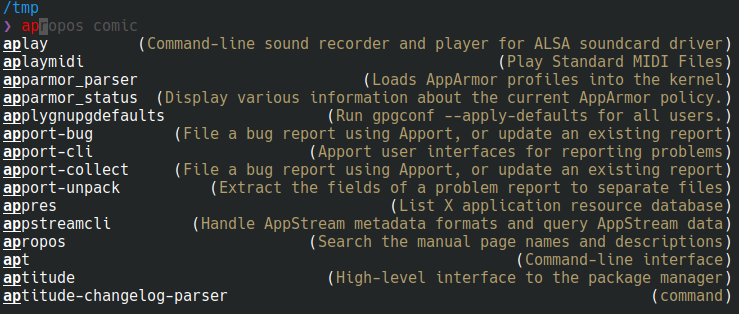 /tmp
❯ apropos comic
aplay (Command-line sound recorder and player for ALSA soundcard driver)
aplaymidi (Play Standard MIDI Files)
apparmor_parser (Loads AppArmor profiles into the kernel)
apparmor_status (Display various information about the current AppArmor policy.)
applygnupgdefaults (Run gpgconf --apply-defaults for all users.)
apport-bug (File a bug report using Apport, or update an existing report)
apport-cli (Apport user interfaces for reporting problems)
apport-collect (File a bug report using Apport, or update an existing report)
apport-unpack (Extract the fields of a problem report to separate files)
appres (List X application resource database)
appstreamcli (Handle AppStream metadata formats and query AppStream data)
apropos (Search the manual page names and descriptions)
apt (Command-line interface)
aptitude (High-level interface to the package manager)
aptitude-changelog-parser (command)